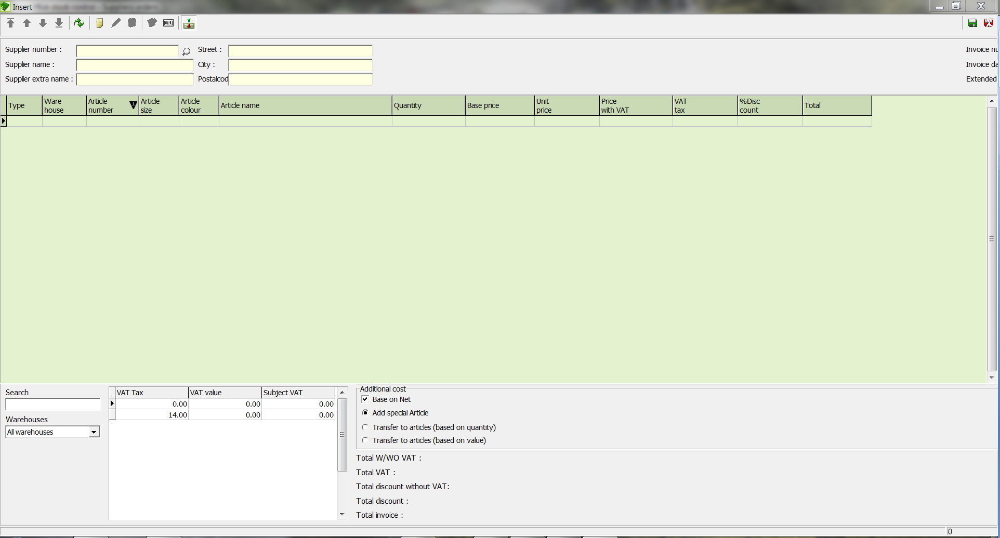 Insert
Supplier number :
Street :
Invoice nu
Supplier name :
City :
Invoice da
Supplier extra name :
Postalcod
Extended
Type
Ware house
Article number
Article size
Article colour
Article name
Quantity
Base price
Unit price
Price with VAT
VAT tax
%Disc count
Total
Search
VAT Tax
VAT value
Subject VAT
0.00
0.00
0.00
14.00
0.00
0.00
Warehouses
All warehouses
Additional cost
Base on Net
Add special Article
Transfer to articles (based on quantity)
Transfer to articles (based on value)
Total W/WO VAT :
Total VAT :
Total discount without VAT:
Total discount :
Total invoice :
0